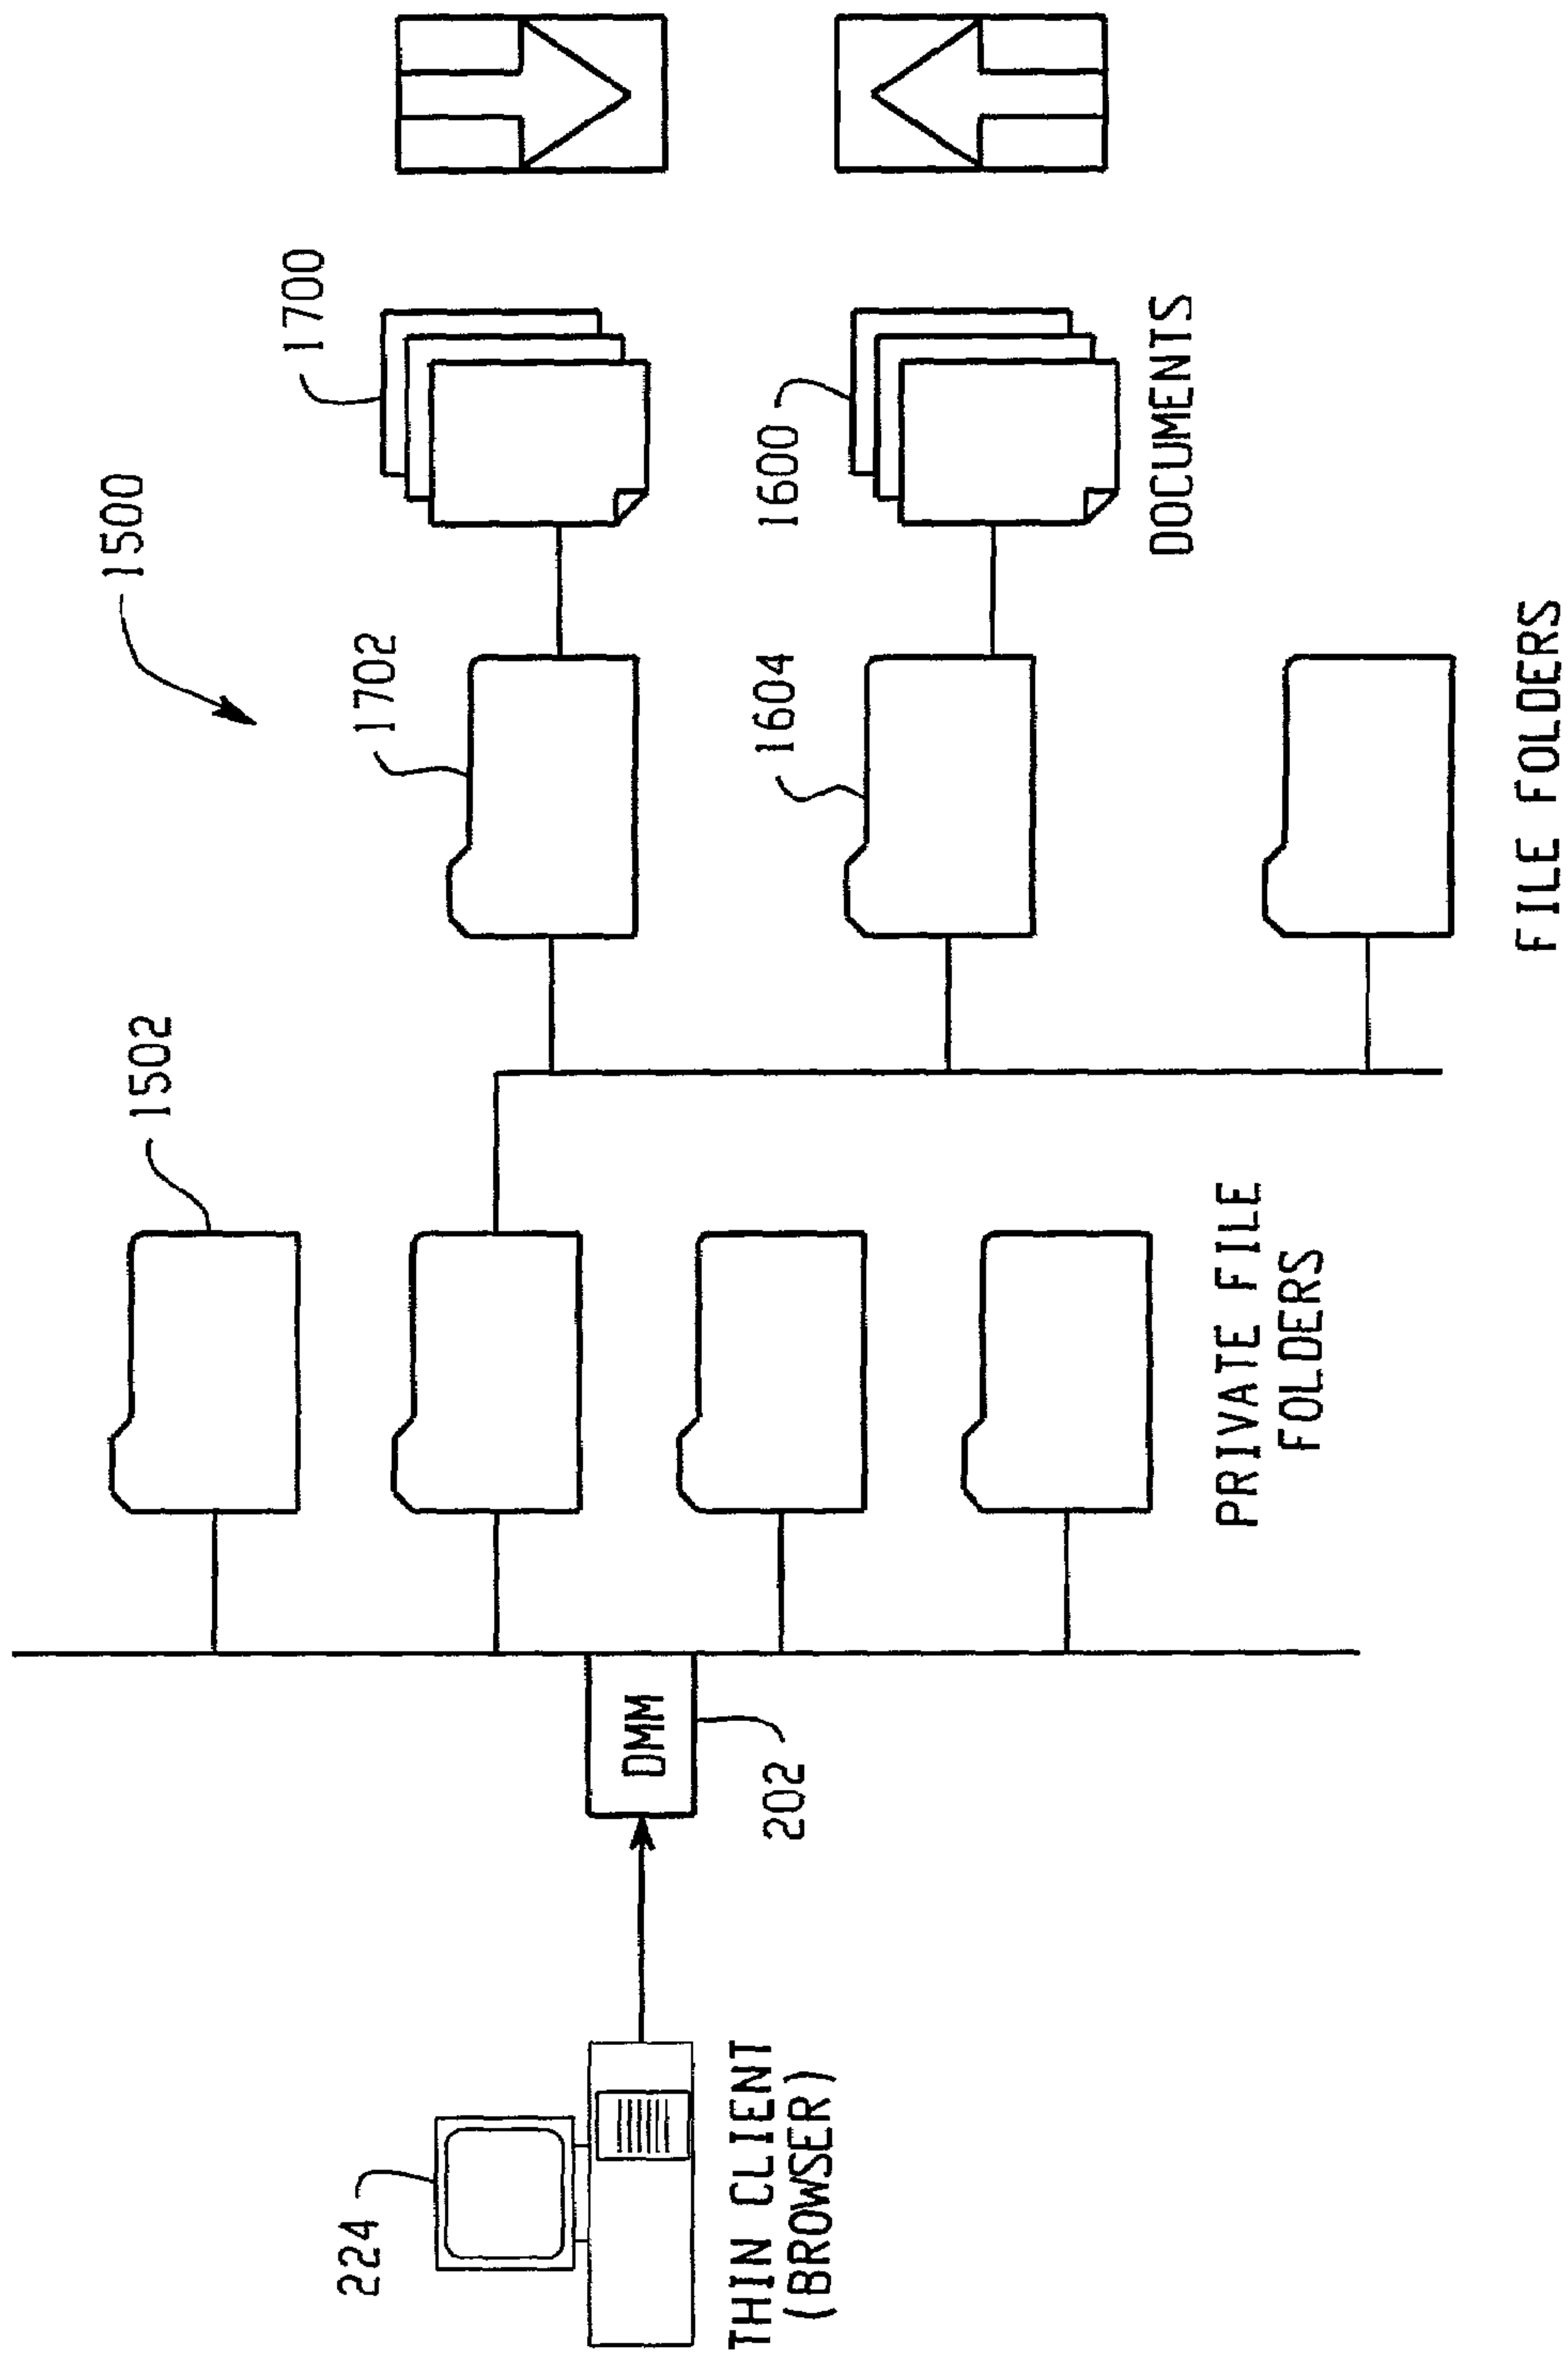 1500
1502
1702
1700
1604
1600
224
DMM
202
THIN CLIENT
(BROWSER)
PRIVATE FILE
FOLDERS
FILE FOLDERS
DOCUMENTS